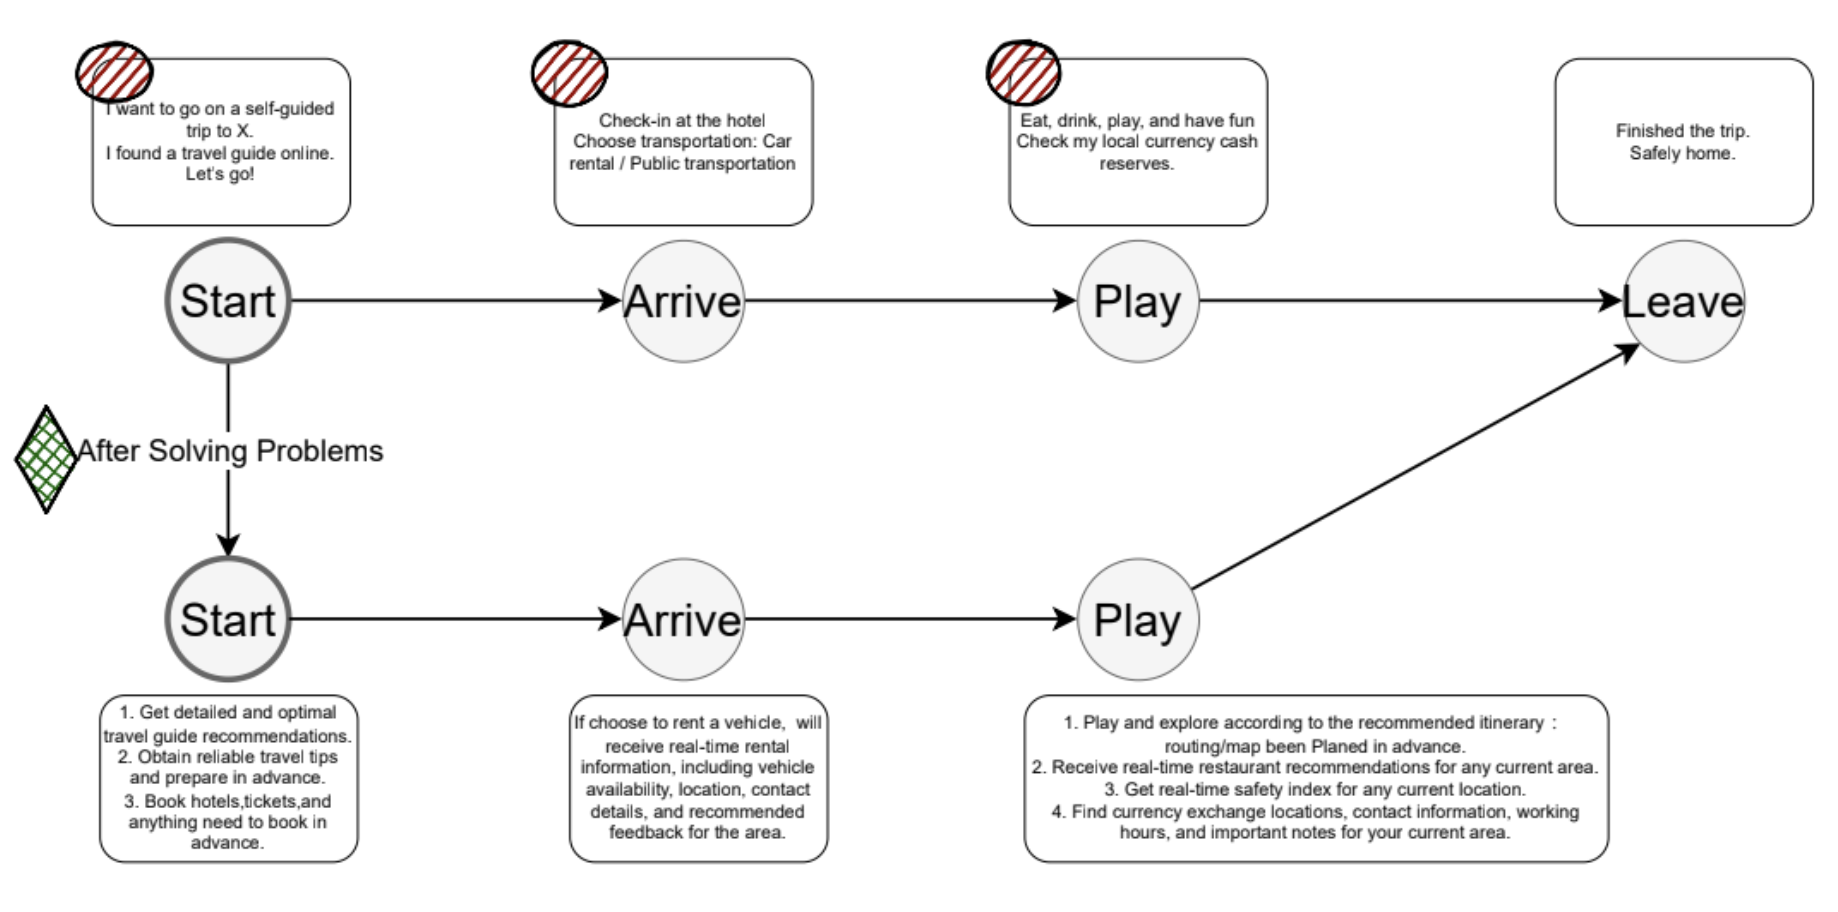 I want to go on a self-guided
trip to X.
I found a travel guide online.
Let's go!
Check-in at the hotel
Choose transportation: Car
rental / Public transportation
Eat, drink, play, and have fun
Check my local currency cash
reserves.
Finished the trip.
Safely home.
Start
Arrive
Play
Leave
After Solving Problems
Start
Arrive
Play
1. Get detailed and optimal
travel guide recommendations.
2. Obtain reliable travel tips
and prepare in advance.
3. Book hotels,tickets,and
anything need to book in
advance.
If choose to rent a vehicle, will
receive real-time rental
information, including vehicle
availability, location, contact
details, and recommended
feedback for the area.
1. Play and explore according to the recommended itinerary：
routing/map been Planed in advance.
2. Receive real-time restaurant recommendations for any current area.
3. Get real-time safety index for any current location.
4. Find currency exchange locations, contact information, working
hours, and important notes for your current area.